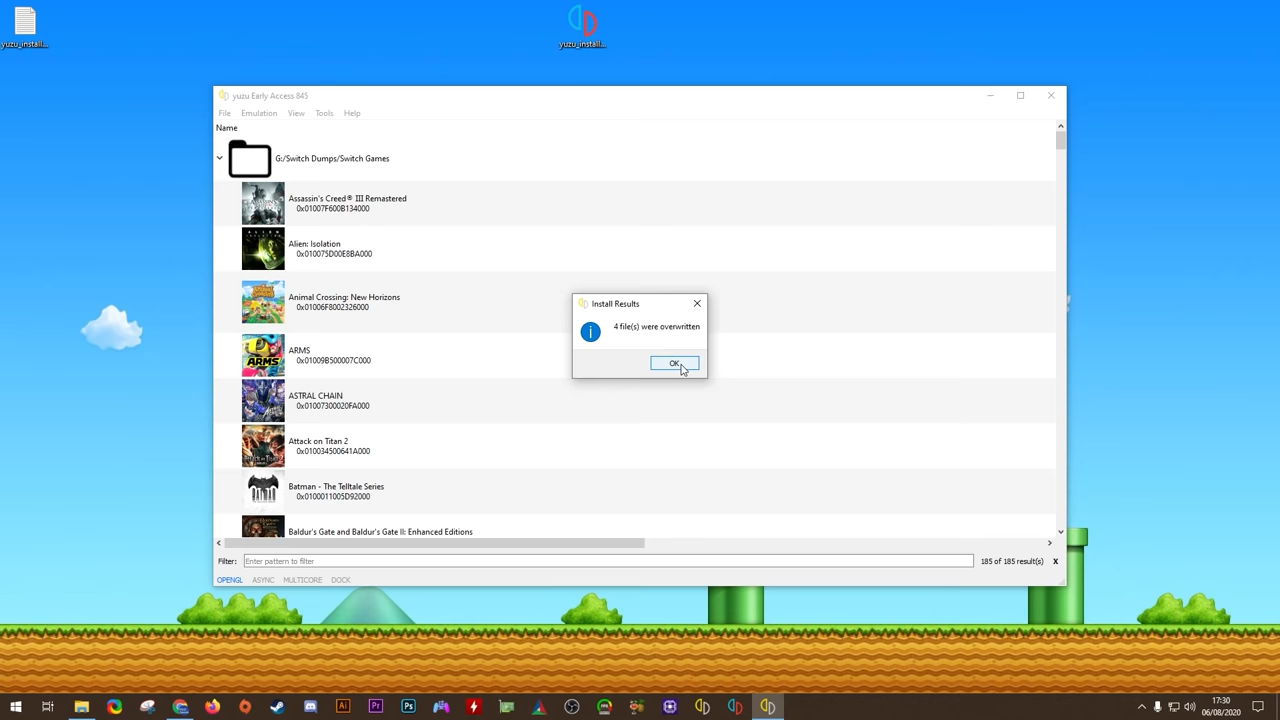 yuzu_install...
yuzu_install...
yuzu Early Access 845
File Emulation View Tools Help
Name
G:/Switch Dumps/Switch Games
Assassin's Creed® III Remastered
0x01007F600B134000
Alien: Isolation
0x010075D00E8BA000
Animal Crossing: New Horizons
0x01006F8002326000
ARMS
0x01009B500007C000
ASTRAL CHAIN
0x01007300020FA000
Attack on Titan 2
0x010034500641A000
Batman - The Telltale Series
0x0100011005D92000
Baldur's Gate and Baldur's Gate II: Enhanced Editions
Install Results
4 file(s) were overwritten
OK
Filter: Enter pattern to filter 185 of 185 result(s) X
OPENGL ASYNC MULTICORE DOCK
Ai Pr Ps
17:30
06/08/2020